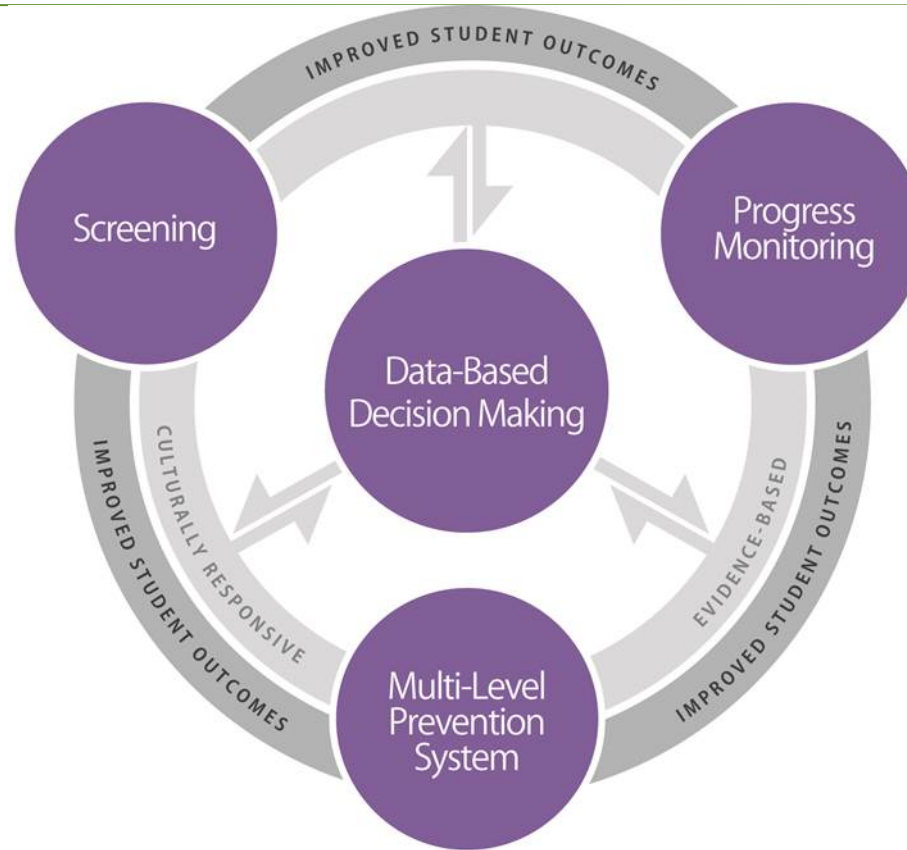 IMPROVED STUDENT OUTCOMES
Screening
Progress
Monitoring
Data-Based
Decision Making
CULTURALLY RESPONSIVE
EVIDENCE-BASED
IMPROVED STUDENT OUTCOMES
IMPROVED STUDENT OUTCOMES
Multi-Level
Prevention
System